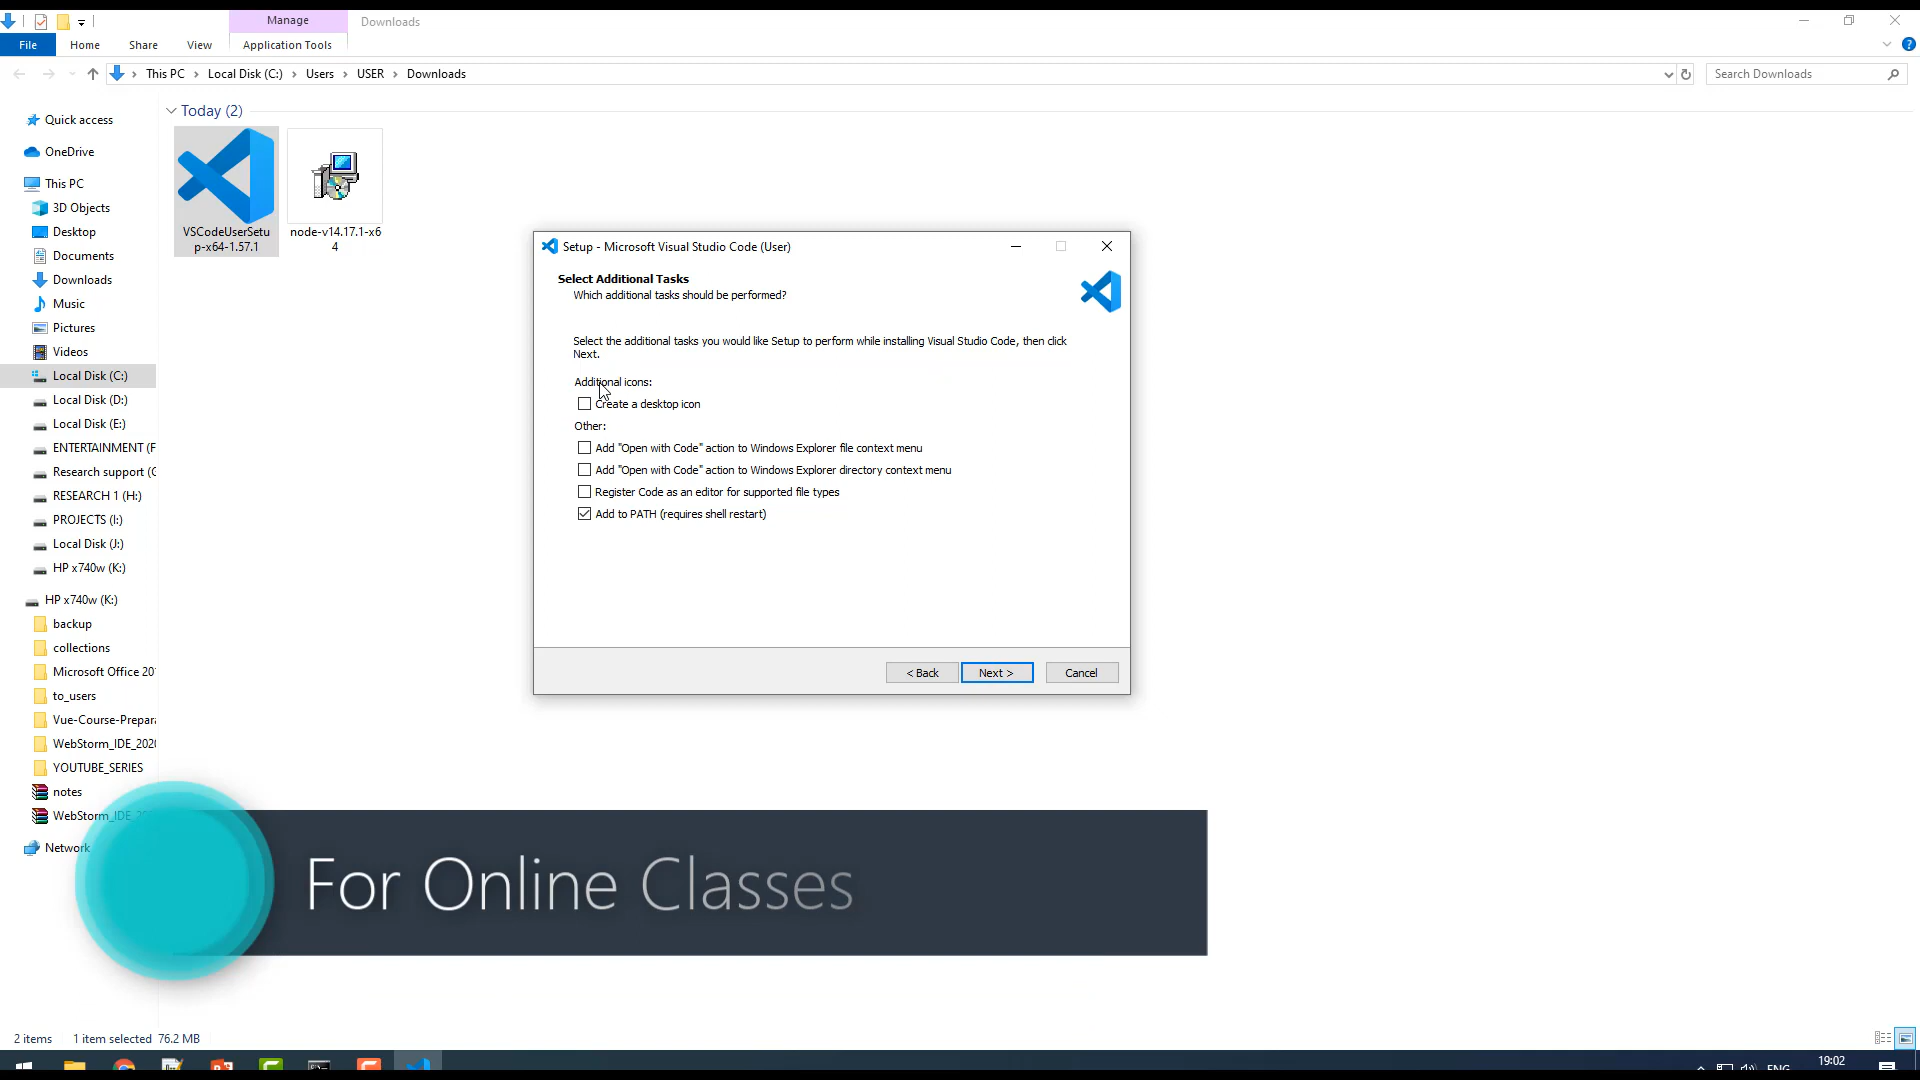 Manage
Downloads
File
Home
Share
View
Application Tools
This PC
Local Disk (C:)
Users
USER
Downloads
Search Downloads
Quick access
OneDrive
This PC
3D Objects
Desktop
Documents
Downloads
Music
Pictures
Videos
Local Disk (C:)
Local Disk (D:)
Local Disk (E:)
ENTERTAINMENT (F
Research support (G
RESEARCH 1 (H:)
PROJECTS (I:)
Local Disk (J:)
HP x740w (K:)
HP x740w (K:)
backup
collections
Microsoft Office 20
to_users
Vue-Course-Prepara
WebStorm_IDE_2020
YOUTUBE_SERIES
notes
WebStorm_IDE_20
Network
Today (2)
VSCodeUserSetu
p-x64-1.57.1
node-v14.17.1-x6
4
Setup - Microsoft Visual Studio Code (User)
Select Additional Tasks
Which additional tasks should be performed?
Select the additional tasks you would like Setup to perform while installing Visual Studio Code, then click
Next.
Additional icons:
Create a desktop icon
Other:
Add "Open with Code" action to Windows Explorer file context menu
Add "Open with Code" action to Windows Explorer directory context menu
Register Code as an editor for supported file types
Add to PATH (requires shell restart)
< Back
Next >
Cancel
For Online Classes
2 items
1 item selected 76.2 MB
ENG
19:02